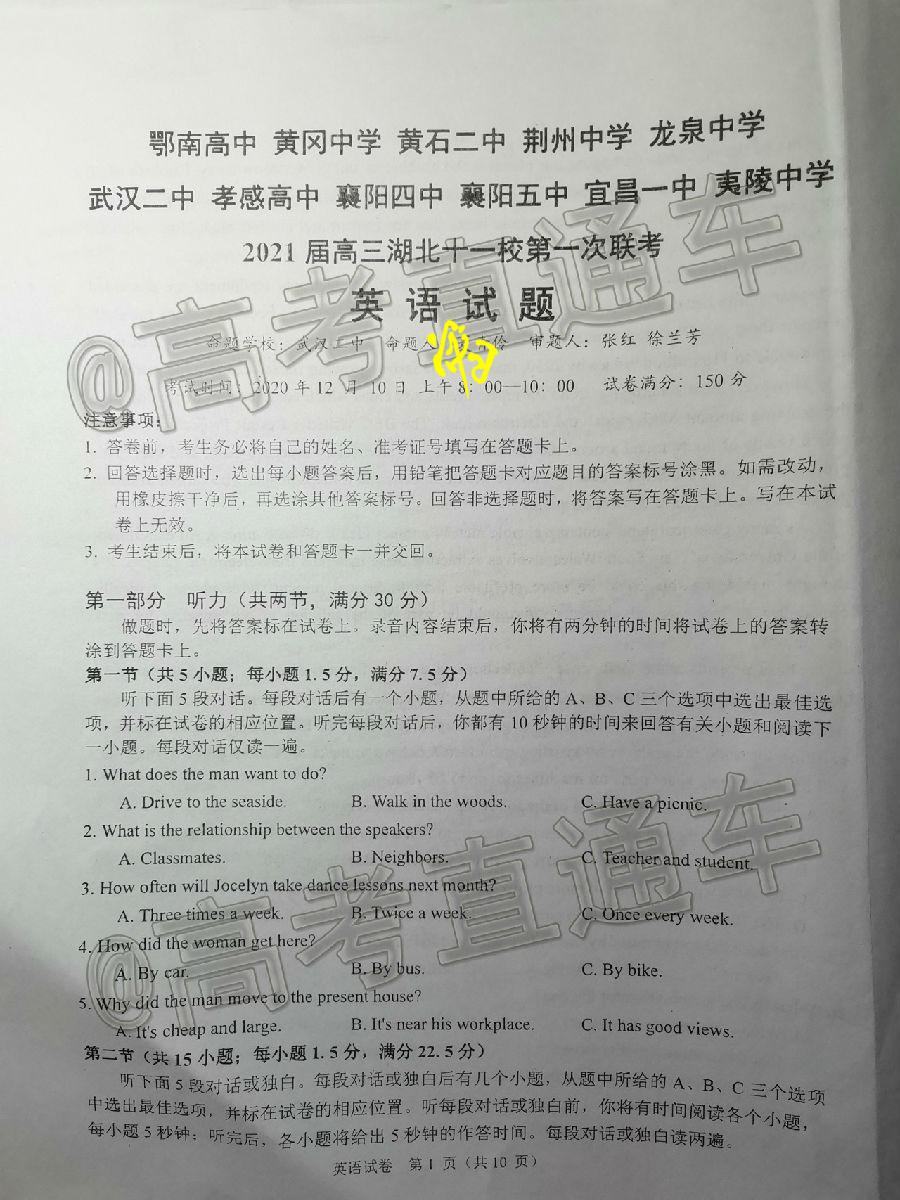 鄂南高中 黄冈中学 黄石二中 荆州中学 龙泉中学
武汉二中 孝感高中 襄阳四中 襄阳五中 宜昌一中 夷陵中学
2021届高三湖北十一校第一次联考
英语试题
命题学校：武汉二中 命题人 审题人：张红 徐兰芳
考试时间：2020年12月10日上午8：00—10：00 试卷满分：150分
注意事项：
1. 答卷前，考生务必将自己的姓名、准考证号填写在答题卡上。
2. 回答选择题时，选出每小题答案后，用铅笔把答题卡对应题目的答案标号涂黑。如需改动，
用橡皮擦干净后，再选涂其他答案标号。回答非选择题时，将答案写在答题卡上。写在本试
卷上无效。
3. 考生结束后，将本试卷和答题卡一并交回。
第一部分 听力（共两节，满分30分）
做题时，先将答案标在试卷上。录音内容结束后，你将有两分钟的时间将试卷上的答案转
涂到答题卡上。
第一节（共5小题；每小题1.5分，满分7.5分）
听下面5段对话。每段对话后有一个小题，从题中所给的A、B、C三个选项中选出最佳选
项，并标在试卷的相应位置。听完每段对话后，你都有10秒钟的时间来回答有关小题和阅读下
一小题。每段对话仅读一遍。
1. What does the man want to do?
A. Drive to the seaside. B. Walk in the woods. C. Have a picnic.
2. What is the relationship between the speakers?
A. Classmates. B. Neighbors. C. Teacher and student.
3. How often will Jocelyn take dance lessons next month?
A. Three times a week. B. Twice a week. C. Once every week.
4. How did the woman get here?
A. By car. B. By bus. C. By bike.
5. Why did the man move to the present house?
A. It's cheap and large. B. It's near his workplace. C. It has good views.
第二节（共15小题；每小题1.5分，满分22.5分）
听下面5段对话或独白。每段对话或独白后有几个小题，从题中所给的A、B、C三个选项
中选出最佳选项，并标在试卷的相应位置。听每段对话或独白前，你将有时间阅读各个小题，
每小题5秒钟；听完后，各小题将给出5秒钟的作答时间。每段对话或独白读两遍。
英语试卷 第1页（共10页）
@高考直通车
@高考直通车